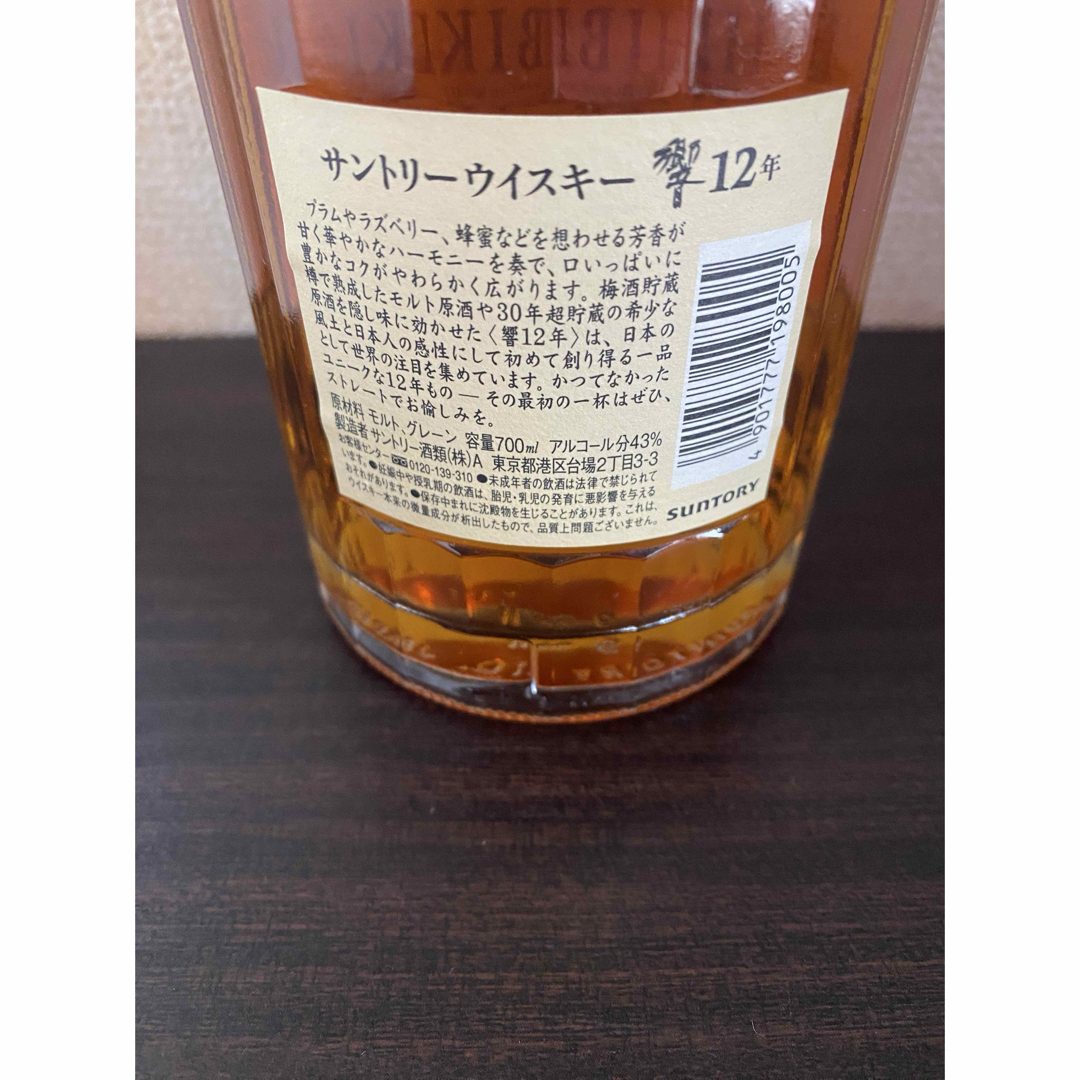 HIBIKI
サントリーウイスキー 響 12年
プラムやラズベリー、蜂蜜などを想わせる芳香が
甘く華やかなハーモニーを奏で、口いっぱいに
豊かなコクがやわらかく広がります。梅酒貯蔵
樽で熟成したモルト原酒や30年超貯蔵の希少な
原酒を隠し味に効かせた〈響12年〉は、日本の
風土と日本人の感性にして初めて創り得る一品
として世界の注目を集めています。かつてなかった
ユニークな12年もの ― その最初の一杯はぜひ、
ストレートでお愉しみを。
原材料 モルト、グレーン 容量700ml アルコール分43%
製造者 サントリー酒類(株)A 東京都港区台場2丁目3-3
お客様センター 0120-139-310 ●未成年者の飲酒は法律で禁じられて
います。●妊娠中や授乳期の飲酒は、胎児・乳児の発育に悪影響を与える
おそれがあります。●保存中まれに沈殿物を生じることがあります。これは、
ウイスキー本来の微量成分が析出したもので、品質上問題ございません。
SUNTORY
4 901777 198005